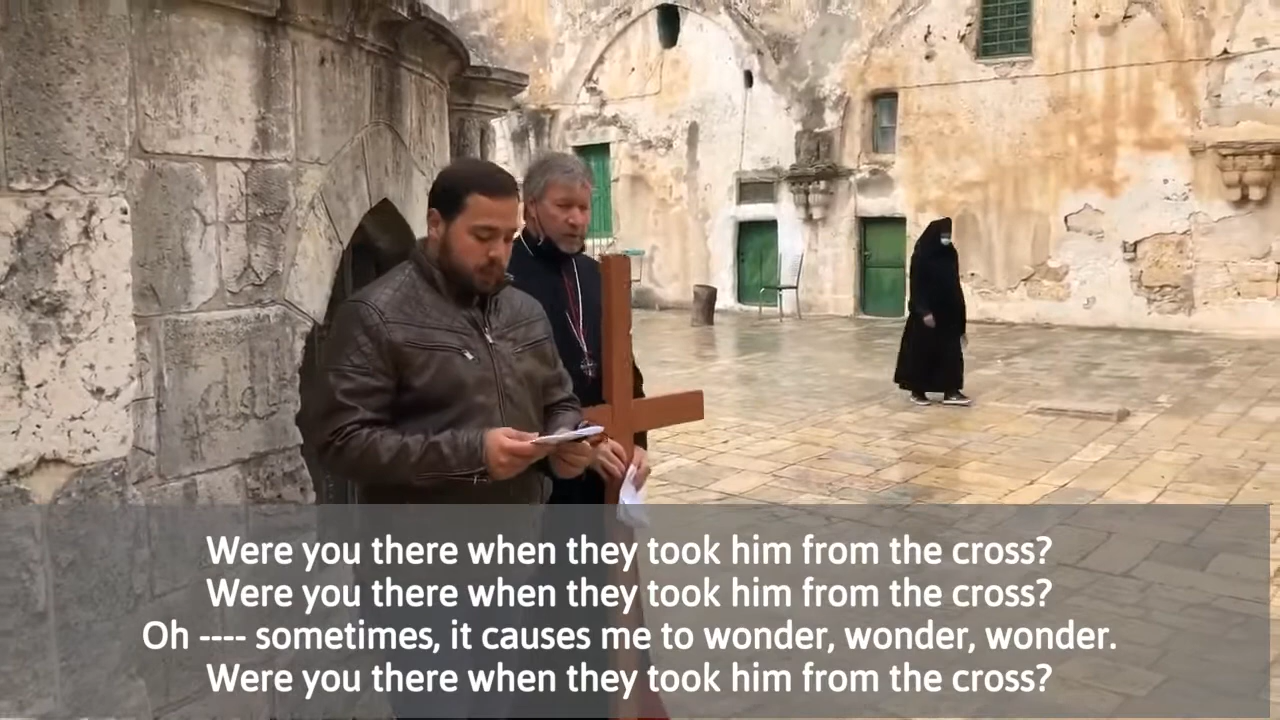 Were you there when they took him from the cross?
Were you there when they took him from the cross?
Oh ---- sometimes, it causes me to wonder, wonder, wonder.
Were you there when they took him from the cross?